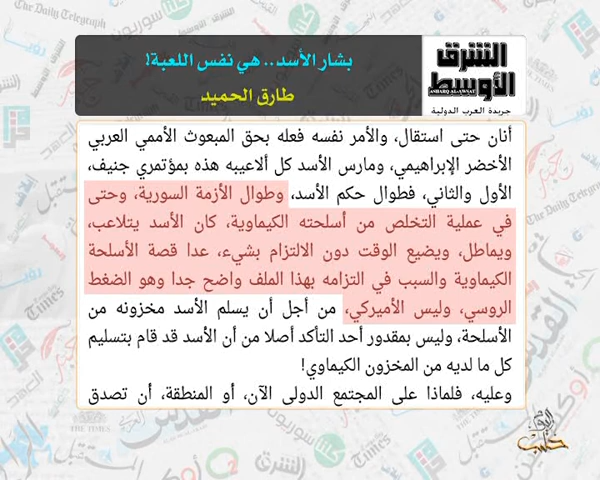 بشار الأسد.. هي نفس اللعبة!
طارق الحميد
الشرق
الأوسط
ASHARQ AL-AWSAT
جريدة العرب الدولية
أنان حتى استقال، والأمر نفسه فعله بحق المبعوث الأممي العربي
الأخضر الإبراهيمي، ومارس الأسد كل ألاعيبه هذه بمؤتمري جنيف،
الأول والثاني، فطوال حكم الأسد، وطوال الأزمة السورية، وحتى
في عملية التخلص من أسلحته الكيماوية، كان الأسد يتلاعب،
ويماطل، ويضيع الوقت دون الالتزام بشيء، عدا قصة الأسلحة
الكيماوية والسبب في التزامه بهذا الملف واضح جدا وهو الضغط
الروسي، وليس الأميركي، من أجل أن يسلم الأسد مخزونه من
الأسلحة، وليس بمقدور أحد التأكد أصلا من أن الأسد قد قام بتسليم
كل ما لديه من المخزون الكيماوي!
وعليه، فلماذا على المجتمع الدولى الآن، أو المنطقة، أن تصدق
حلب اليوم